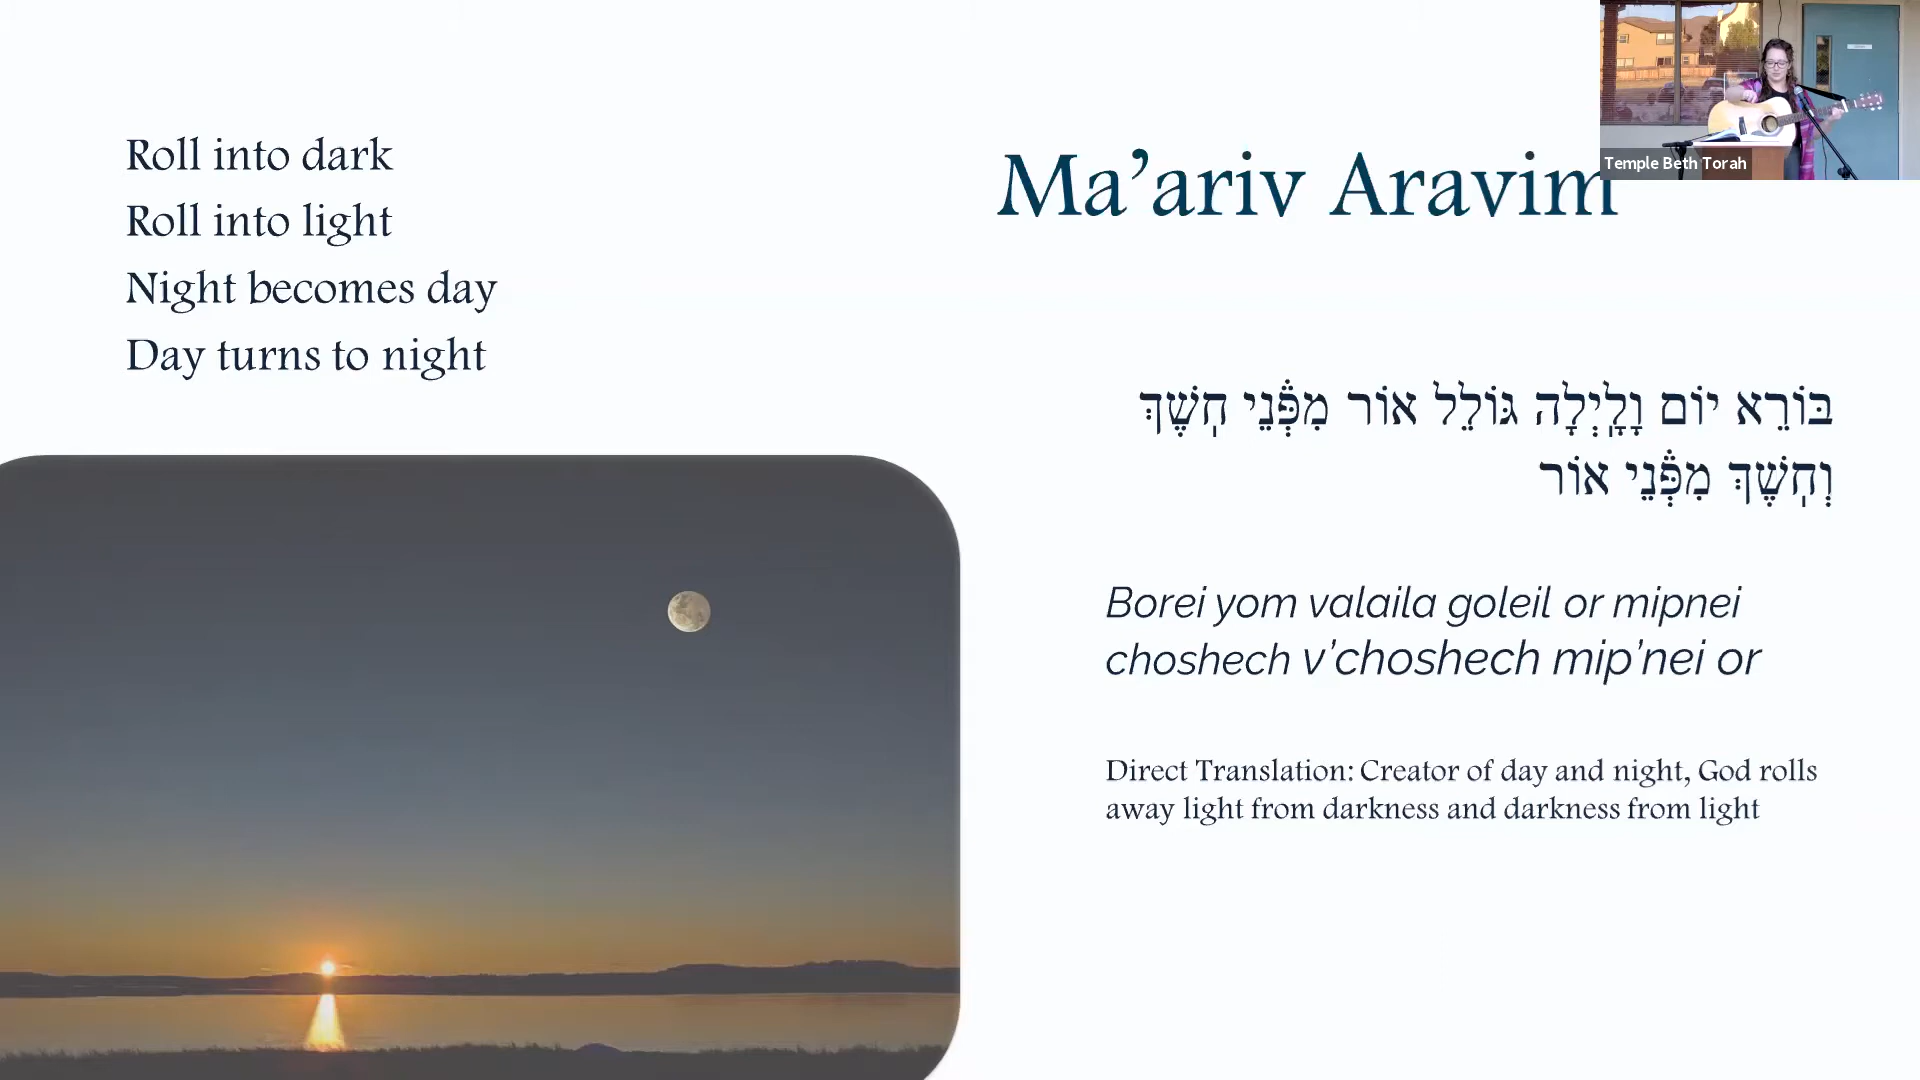 Roll into dark
Roll into light
Night becomes day
Day turns to night
Ma’ariv Aravim
בּוֹרֵא יוֹם וָלָֽיְלָה גּוֹלֵל אוֹר מִפְּ֒נֵי חֽשֶׁךְ
וְחֽשֶׁךְ מִפְּ֒נֵי אוֹר
Borei yom valaila goleil or mipnei
choshech v’choshech mip’nei or
Direct Translation: Creator of day and night, God rolls
away light from darkness and darkness from light
Temple Beth Torah